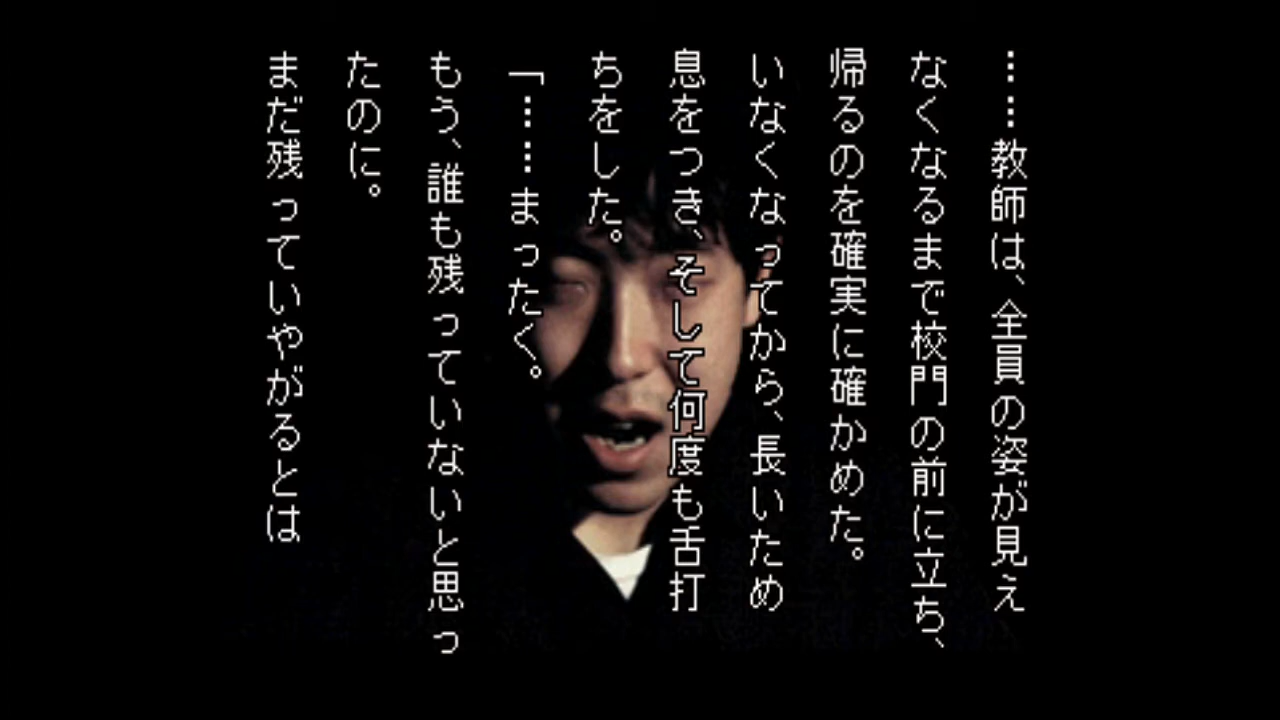 ……教師は、全員の姿が見え
なくなるまで校門の前に立ち、
帰るのを確実に確かめた。
いなくなってから、長いため
息をつき、そして何度も舌打
ちをした。
「……まったく。
もう、誰も残っていないと思っ
たのに。
まだ残っていやがるとは